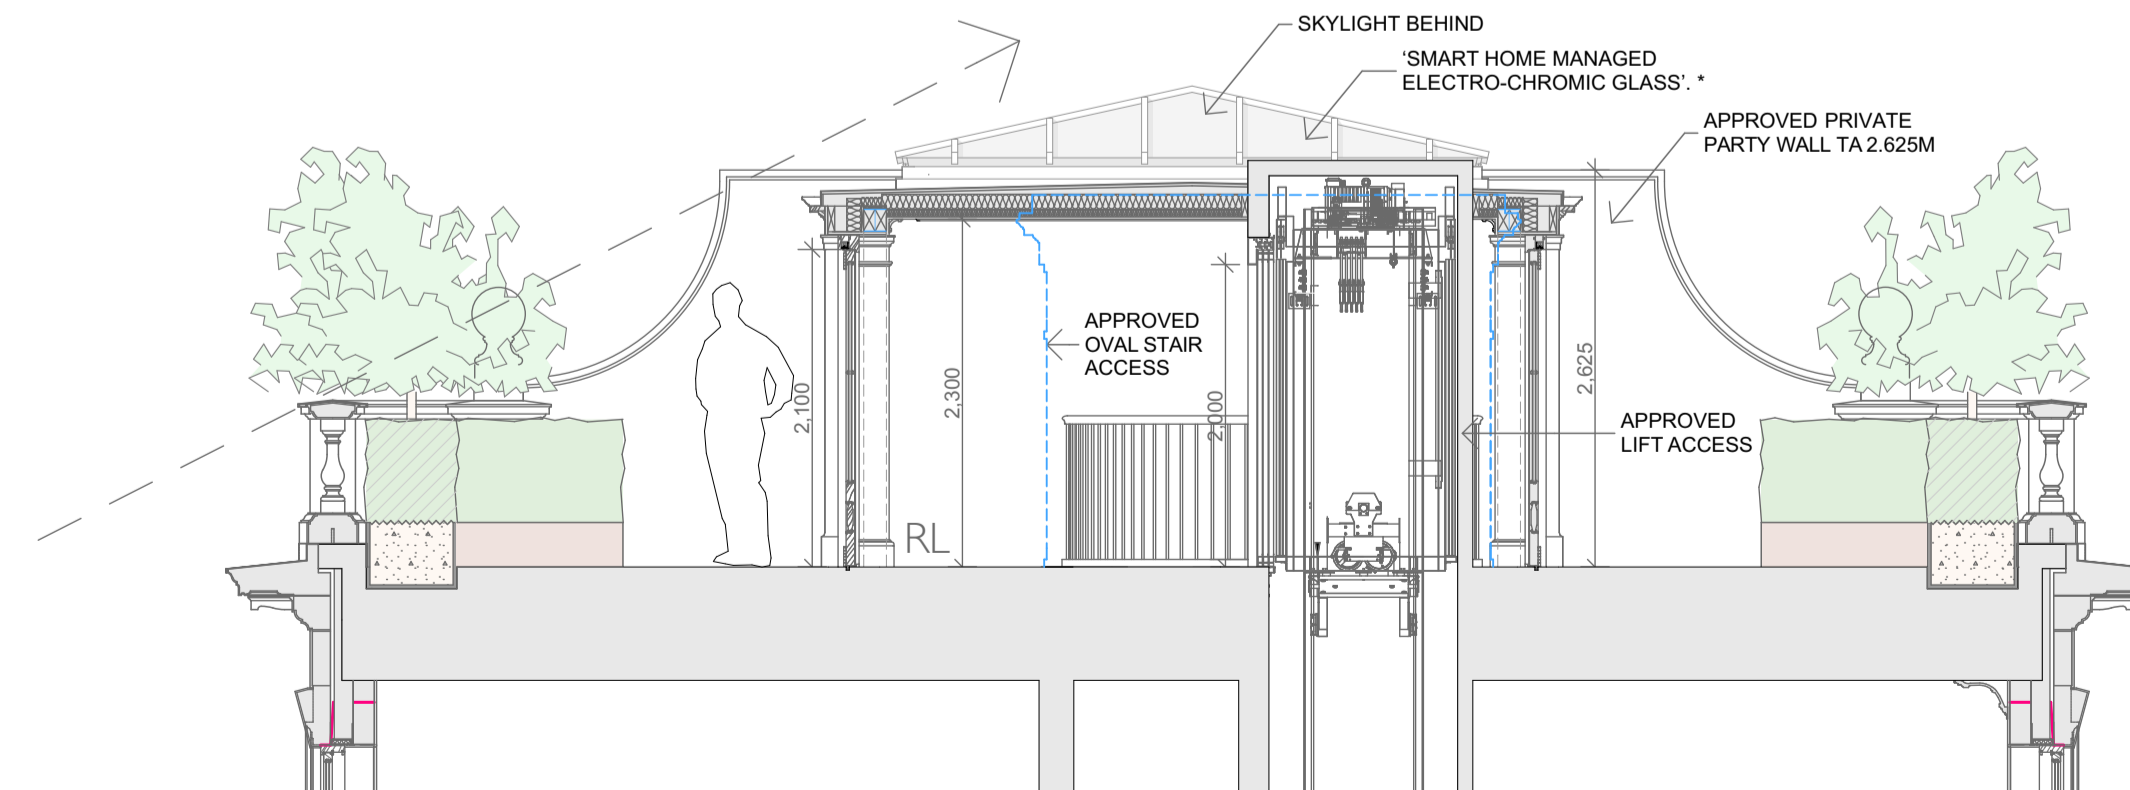 SKYLIGHT BEHIND
‘SMART HOME MANAGED
ELECTRO-CHROMIC GLASS’. *
APPROVED PRIVATE
PARTY WALL TA 2.625M
APPROVED
OVAL STAIR
ACCESS
2,100
2,300
2,000
2,625
APPROVED
LIFT ACCESS
RL